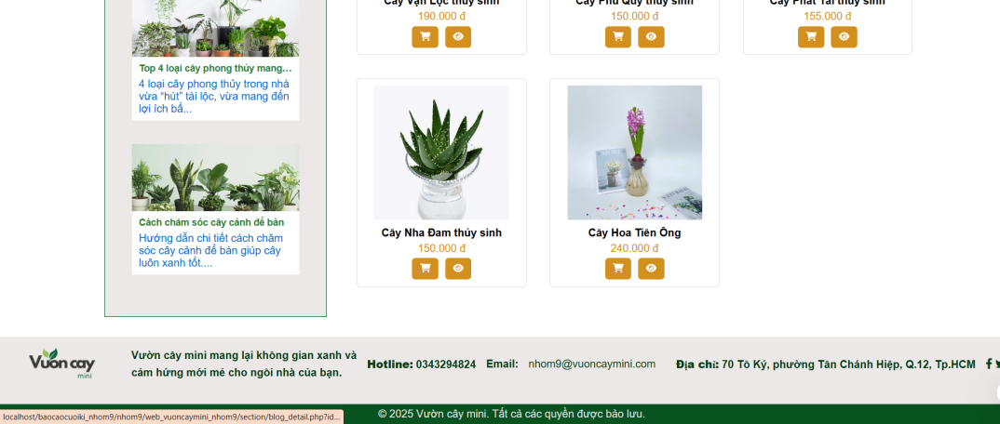 Cây Vạn Lộc thủy sinh
190.000 đ
Cây Phú Quý thủy sinh
150.000 đ
Cây Phát Tài thủy sinh
155.000 đ
Top 4 loại cây phong thủy mang...
4 loại cây phong thủy trong nhà
vừa “hút” tài lộc, vừa mang đến
lợi ích bấ...
Cách chăm sóc cây cảnh để bàn
Hướng dẫn chi tiết cách chăm
sóc cây cảnh để bàn giúp cây
luôn xanh tốt....
Cây Nha Đam thủy sinh
150.000 đ
Cây Hoa Tiên Ông
240.000 đ
Vuon cay
mini
Vườn cây mini mang lại không gian xanh và
cảm hứng mới mẻ cho ngôi nhà của bạn.
Hotline: 0343294824
Email: nhom9@vuoncaymini.com
Địa chỉ: 70 Tô Ký, phường Tân Chánh Hiệp, Q.12, Tp.HCM
© 2025 Vườn cây mini. Tất cả các quyền được bảo lưu.
localhost/baocaocuoiki_nhom9/nhom9/web_vuoncaymini_nhom9/section/blog_detail.php?id...